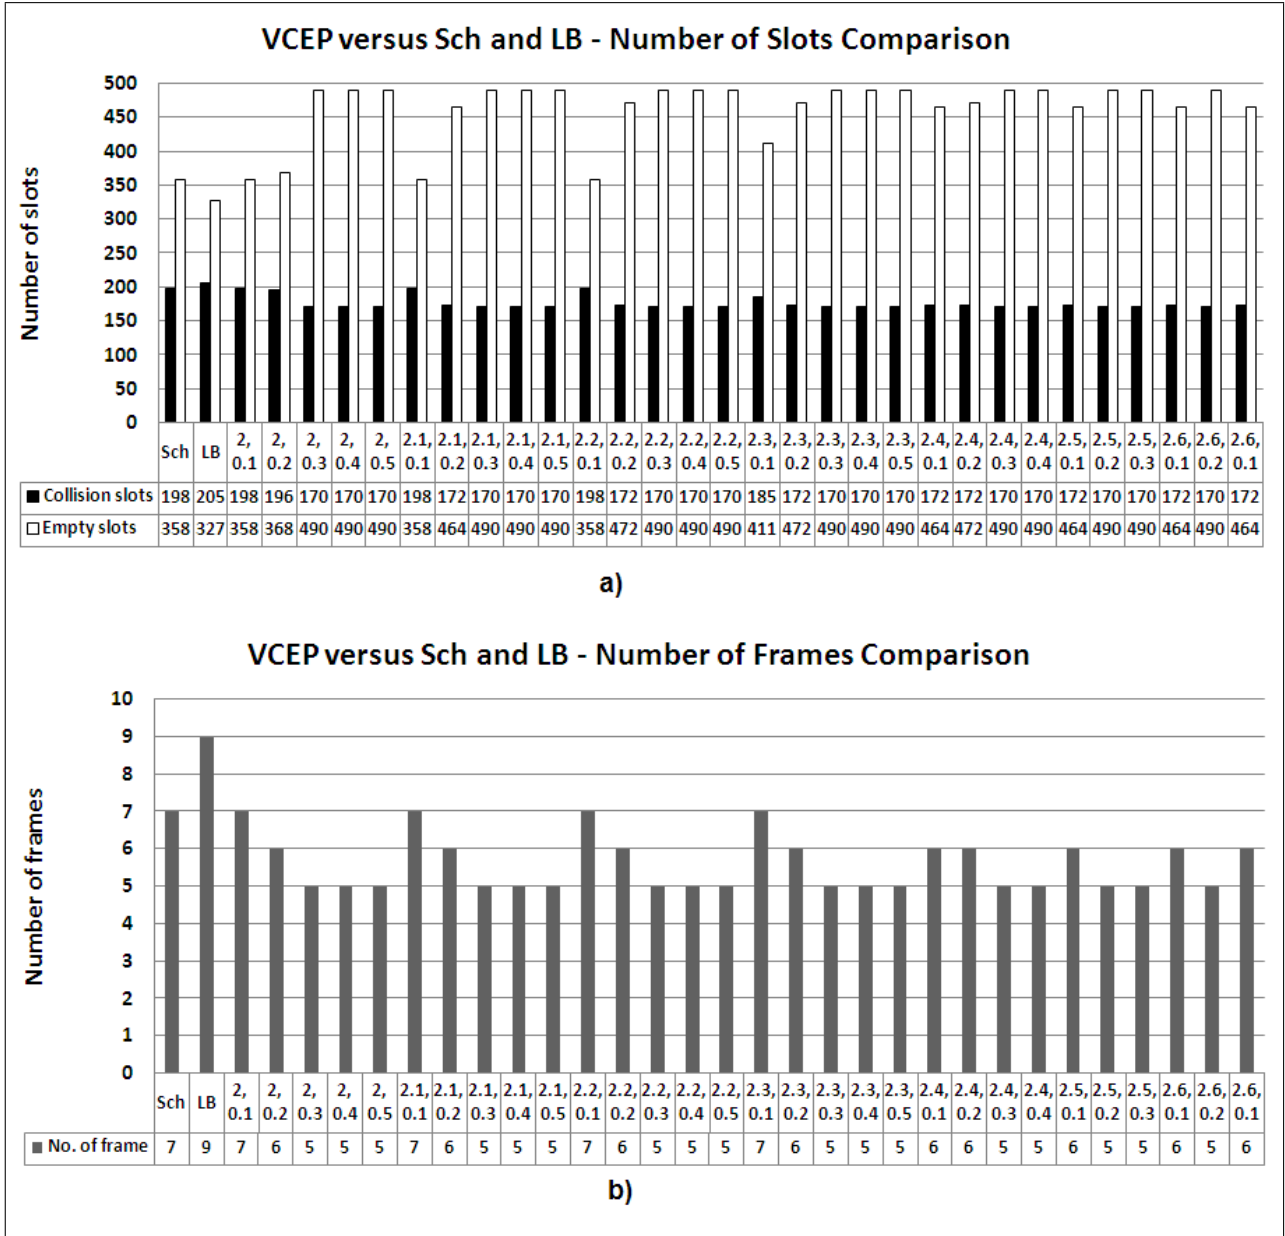 VCEP versus Sch and LB - Number of Slots Comparison
Number of slots
500
450
400
350
300
250
200
150
100
50
0
Sch LB 2, 0.1 2, 0.2 2, 0.3 2, 0.4 2, 0.5 2.1, 0.1 2.1, 0.2 2.1, 0.3 2.1, 0.4 2.1, 0.5 2.2, 0.1 2.2, 0.2 2.2, 0.3 2.2, 0.4 2.2, 0.5 2.3, 0.1 2.3, 0.2 2.3, 0.3 2.3, 0.4 2.3, 0.5 2.4, 0.1 2.4, 0.2 2.4, 0.3 2.4, 0.4 2.5, 0.1 2.5, 0.2 2.5, 0.3 2.6, 0.1 2.6, 0.2 2.6, 0.1
Collision slots 198 205 198 196 170 170 170 198 172 170 170 170 198 172 170 170 170 185 172 170 170 170 172 172 170 170 172 170 170 172 170 172
Empty slots 358 327 358 368 490 490 490 358 464 490 490 490 358 472 490 490 490 411 472 490 490 490 464 472 490 490 464 490 490 464 490 464
a)
VCEP versus Sch and LB - Number of Frames Comparison
Number of frames
10
9
8
7
6
5
4
3
2
1
0
Sch LB 2, 0.1 2, 0.2 2, 0.3 2, 0.4 2, 0.5 2.1, 0.1 2.1, 0.2 2.1, 0.3 2.1, 0.4 2.1, 0.5 2.2, 0.1 2.2, 0.2 2.2, 0.3 2.2, 0.4 2.2, 0.5 2.3, 0.1 2.3, 0.2 2.3, 0.3 2.3, 0.4 2.3, 0.5 2.4, 0.1 2.4, 0.2 2.4, 0.3 2.4, 0.4 2.5, 0.1 2.5, 0.2 2.5, 0.3 2.6, 0.1 2.6, 0.2 2.6, 0.1
No. of frame 7 9 7 6 5 5 5 7 6 5 5 5 7 6 5 5 5 7 6 5 5 5 6 6 5 5 6 5 5 6 5 6
b)